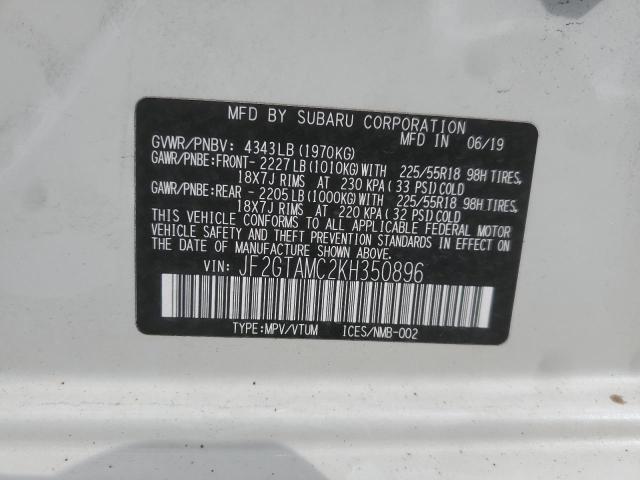 MFD BY SUBARU CORPORATION
GVWR/PNBV: 4343LB(1970KG) MFD IN 06/19
GAWR/PNBE:FRONT- 2227LB(1010KG)WITH 225/55R18 98H TIRES,
18X7J RIMS AT 230 KPA(33 PSI)COLD
GAWR/PNBE:REAR - 2205LB(1000KG)WITH 225/55R18 98H TIRES,
18X7J RIMS AT 220 KPA(32 PSI)COLD
THIS VEHICLE CONFORMS TO ALL APPLICABLE FEDERAL MOTOR
VEHICLE SAFETY AND THEFT PREVENTION STANDARDS IN EFFECT ON
THE DATE OF MANUFACTURE SHOWN ABOVE.
VIN: JF2GTAMC2KH350896
TYPE:MPV/VTUM ICES/NMB-002